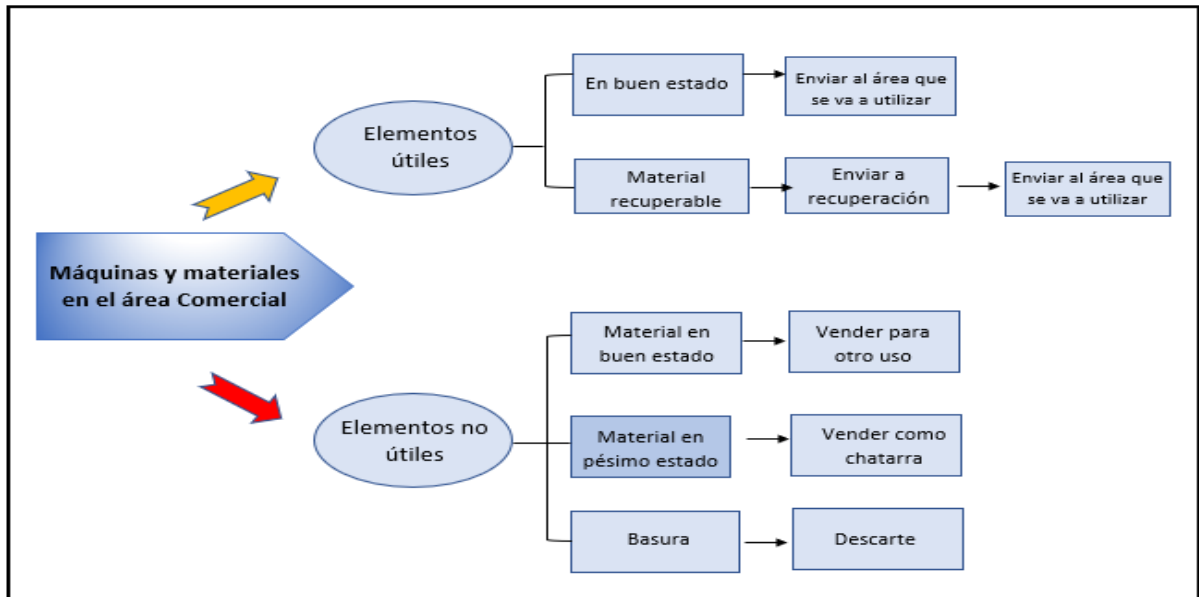 Máquinas y materiales
en el área Comercial
Elementos
útiles
En buen estado
Enviar al área que
se va a utilizar
Material
recuperable
Enviar a
recuperación
Enviar al área que
se va a utilizar
Elementos no
útiles
Material en
buen estado
Vender para
otro uso
Material en
pésimo estado
Vender como
chatarra
Basura
Descarte